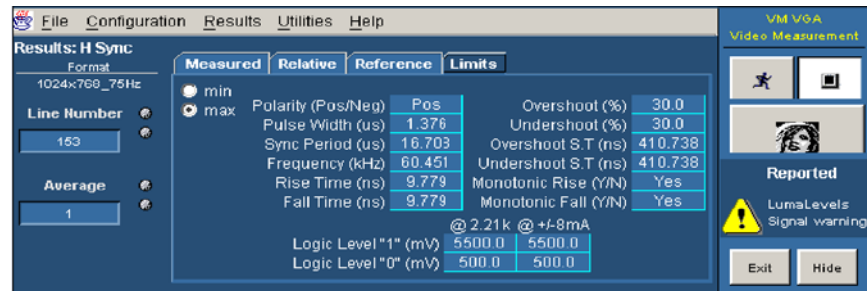 File Configuration Results Utilities Help
VM VGA
Video Measurement
Results: H Sync
Format
1024x768_75Hz
Line Number
153
Average
1
Measured Relative Reference Limits
min
max
Polarity (Pos/Neg) Pos
Pulse Width (us) 1.376
Sync Period (us) 16.703
Frequency (kHz) 60.451
Rise Time (ns) 9.779
Fall Time (ns) 9.779
Overshoot (%) 30.0
Undershoot (%) 30.0
Overshoot S.T (ns) 410.738
Undershoot S.T (ns) 410.738
Monotonic Rise (Y/N) Yes
Monotonic Fall (Y/N) Yes
@ 2.21k @ +/-8mA
Logic Level "1" (mV) 5500.0 5500.0
Logic Level "0" (mV) 500.0 500.0
Reported
LumaLevels
Signal warning
Exit Hide